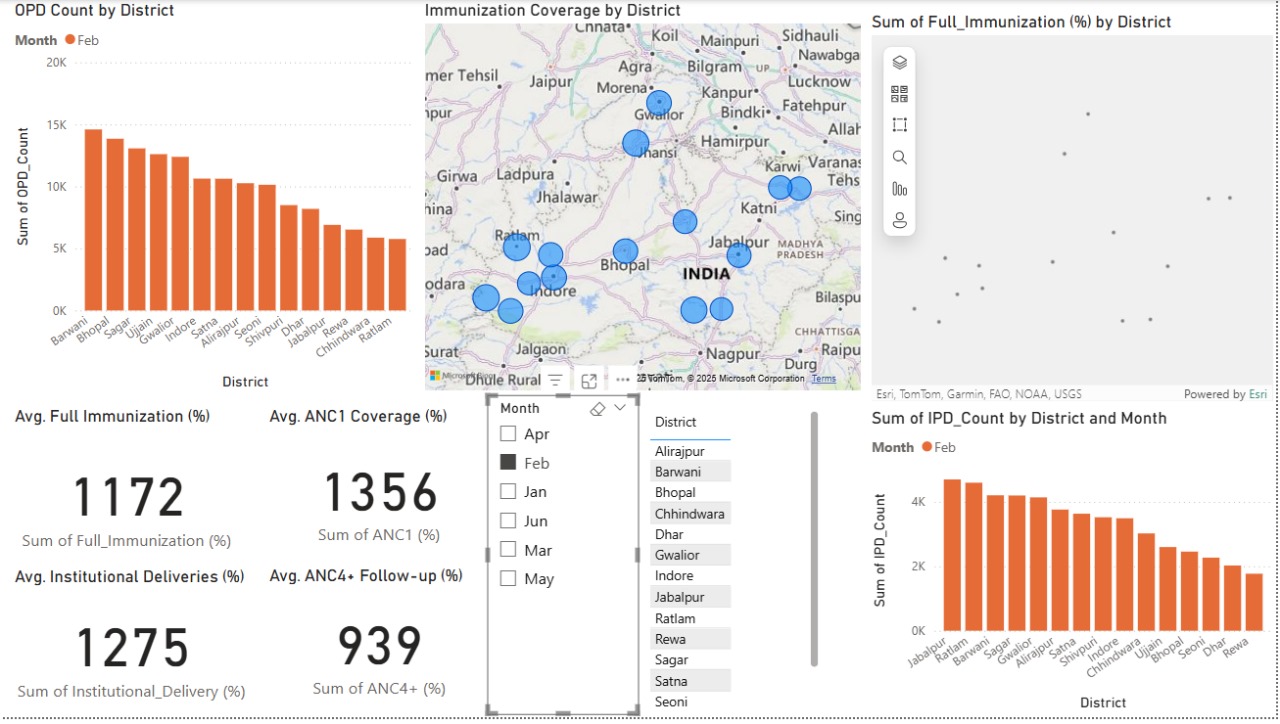 OPD Count by District
Month Feb
20K
15K
10K
5K
0K
Sum of OPD_Count
Barwani
Bhopal
Sagar
Ujjain
Gwalior
Indore
Satna
Alirajpur
Seoni
Shivpuri
Dhar
Jabalpur
Rewa
Chhindwara
Ratlam
District
Immunization Coverage by District
Chhata
Koil
Mainpuri
Sidhauli
Nawabga
Agra
Bilgram
UP
mer Tehsil
Jaipur
Lucknow
Morena
Kanpur
Fatehpur
npur
Gwalior
Bindki
Allah
Hamirpur
Jhansi
Karwi
Varanas
Girwa
Ladpura
Tehs
Jhalawar
nina
Katni
Sing
Ratlam
Jabalpur
MADHYA
PRADESH
bad
Bhopal
INDIA
odara
Indore
Bilaspu
CHHATTISGA
Surat
Jalgaon
Nagpur
Raipu
Durg
Dhule Rural
TomTom, © 2025 Microsoft Corporation
Terms
Sum of Full_Immunization (%) by District
Esri, TomTom, Garmin, FAO, NOAA, USGS
Powered by Esri
Avg. Full Immunization (%)
1172
Sum of Full_Immunization (%)
Avg. ANC1 Coverage (%)
1356
Sum of ANC1 (%)
Avg. Institutional Deliveries (%)
1275
Sum of Institutional_Delivery (%)
Avg. ANC4+ Follow-up (%)
939
Sum of ANC4+ (%)
Month
Apr
Feb
Jan
Jun
Mar
May
District
Alirajpur
Barwani
Bhopal
Chhindwara
Dhar
Gwalior
Indore
Jabalpur
Ratlam
Rewa
Sagar
Satna
Seoni
Sum of IPD_Count by District and Month
Month Feb
4K
2K
0K
Sum of IPD_Count
Jabalpur
Ratlam
Barwani
Sagar
Gwalior
Alirajpur
Satna
Shivpuri
Indore
Chhindwara
Ujjain
Bhopal
Seoni
Dhar
Rewa
District